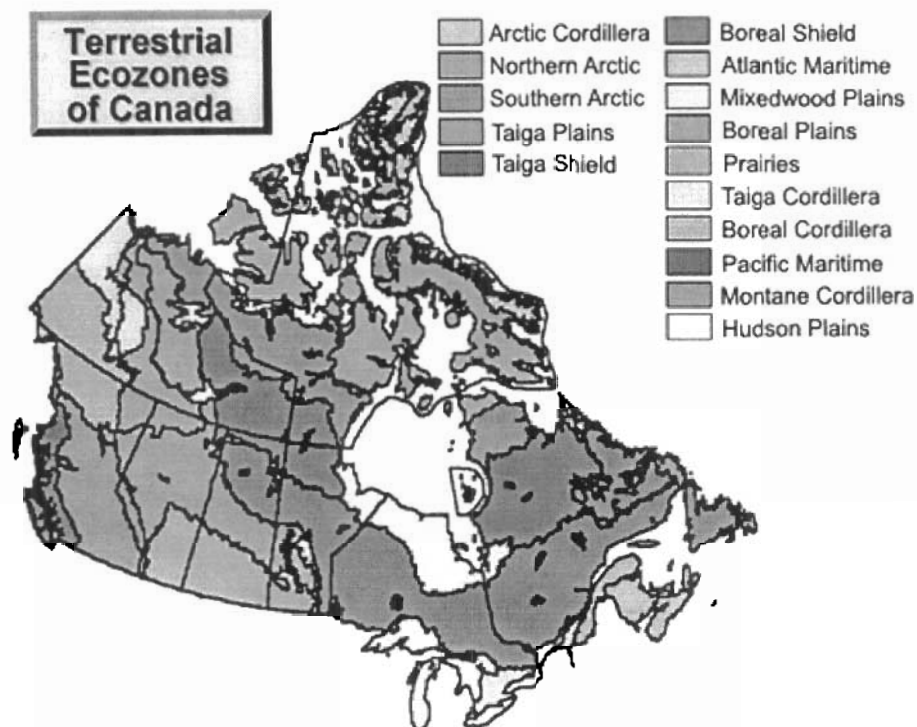 Terrestrial
Ecozones
of Canada
Arctic Cordillera
Northern Arctic
Southern Arctic
Taiga Plains
Taiga Shield
Boreal Shield
Atlantic Maritime
Mixedwood Plains
Boreal Plains
Prairies
Taiga Cordillera
Boreal Cordillera
Pacific Maritime
Montane Cordillera
Hudson Plains